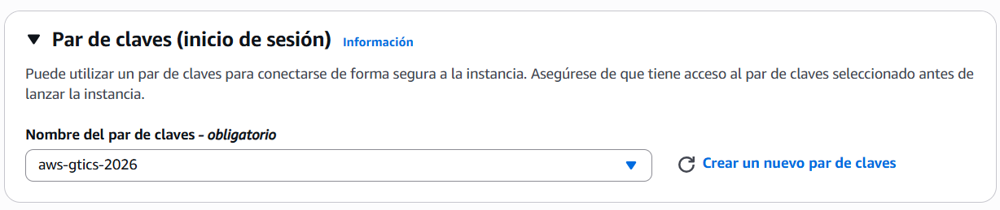 Par de claves (inicio de sesión) Información
Puede utilizar un par de claves para conectarse de forma segura a la instancia. Asegúrese de que tiene acceso al par de claves seleccionado antes de
lanzar la instancia.
Nombre del par de claves - obligatorio
aws-gtics-2026
Crear un nuevo par de claves